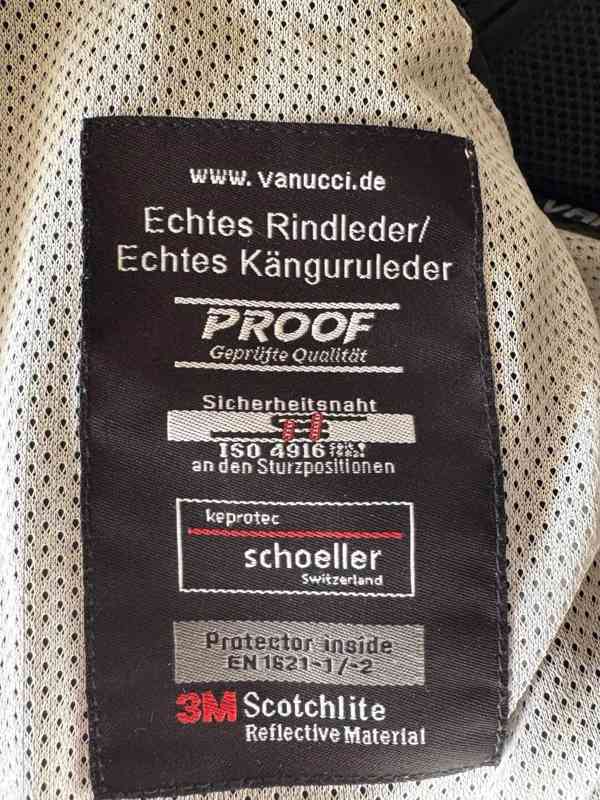 www.vanucci.de
Echtes Rindleder/
Echtes Känguruleder
PROOF
Geprüfte Qualität
Sicherheitsnaht
ISO 4916
an den Sturzpositionen
keprotec
schoeller
Switzerland
Protector inside
EN 1621-1/-2
3M Scotchlite
Reflective Material